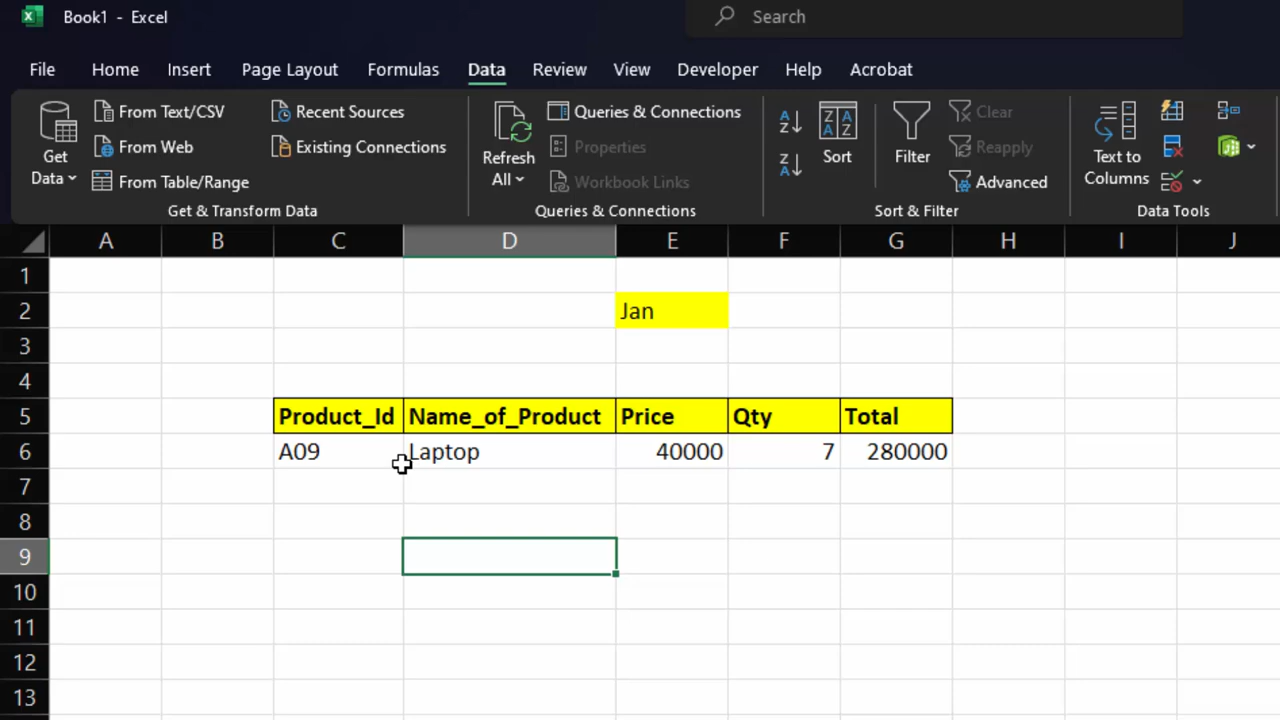 Book1 - Excel
Search
File Home Insert Page Layout Formulas Data Review View Developer Help Acrobat
Get Data
From Text/CSV
From Web
From Table/Range
Recent Sources
Existing Connections
Get & Transform Data
Refresh All
Queries & Connections
Properties
Workbook Links
Queries & Connections
A Z
Z A
Z A A Z
Sort
Filter
Clear
Reapply
Advanced
Sort & Filter
Text to Columns
Data Tools
A B C D E F G H I J
1
2 Jan
3
4
5 Product_Id Name_of_Product Price Qty Total
6 A09 Laptop 40000 7 280000
7
8
9
10
11
12
13